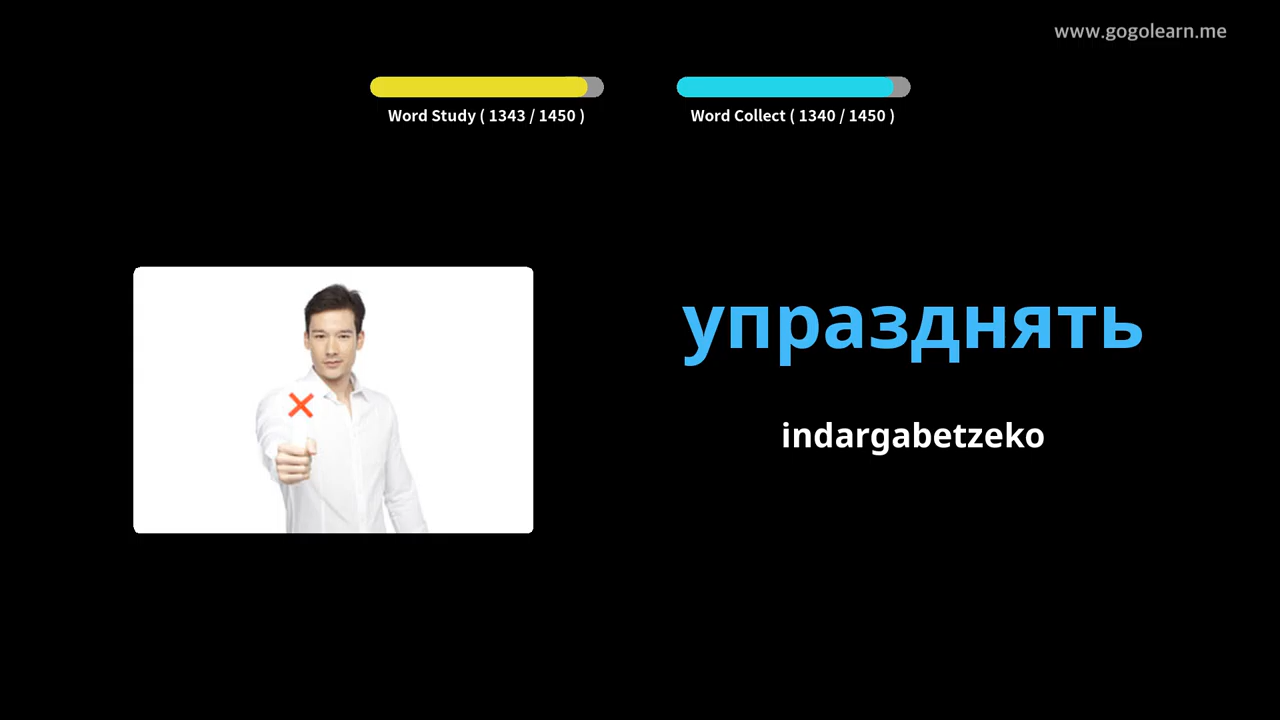 www.gogolearn.me
Word Study ( 1343 / 1450 )
Word Collect ( 1340 / 1450 )
упразднять
indargabetzeko